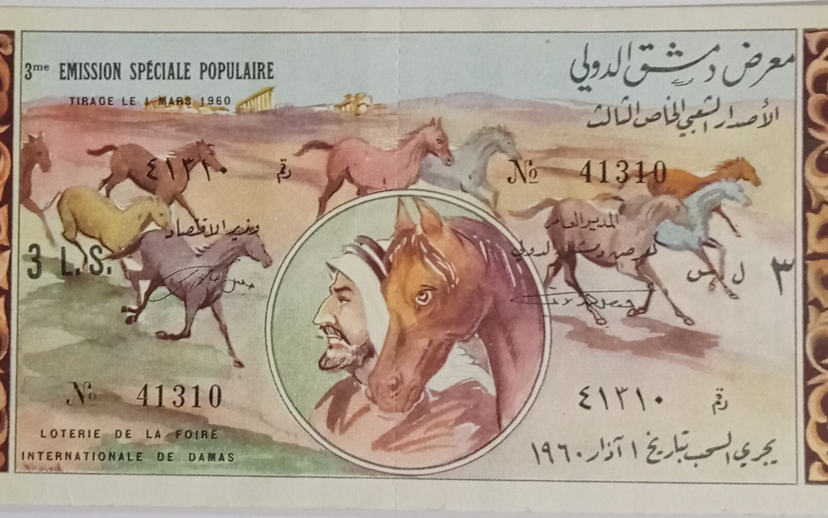 3me EMISSION SPÉCIALE POPULAIRE
TIRAGE LE 1 MARS 1960
معرض دمشق الدولي
الأصدار الشعبي الخاص الثالث
رقم ٤١٣١٠
No 41310
وزير الاقتصاد
المدير العام
لمعرض دمشق الدولي
3 L.S.
٣ ل س
No 41310
رقم ٤١٣١٠
LOTERIE DE LA FOIRE
INTERNATIONALE DE DAMAS
يجري السحب بتاريخ ١ آذار ١٩٦٠